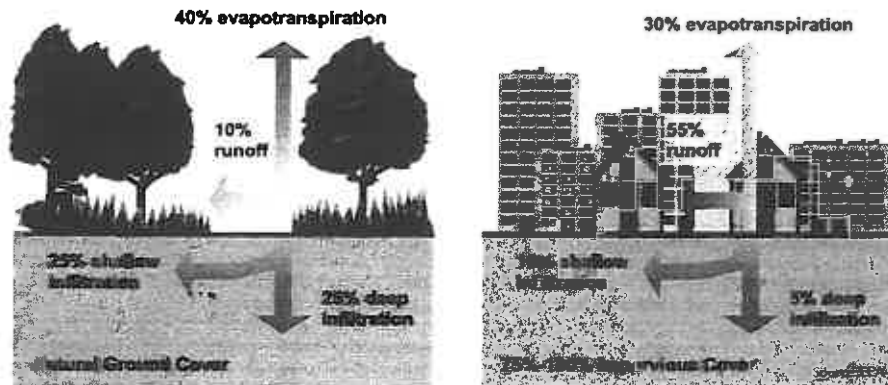 40% evapotranspiration
10%
runoff
25% shallow
infiltration
25% deep
infiltration
Natural Ground Cover
30% evapotranspiration
55%
runoff
shallow
5% deep
infiltration
Cover